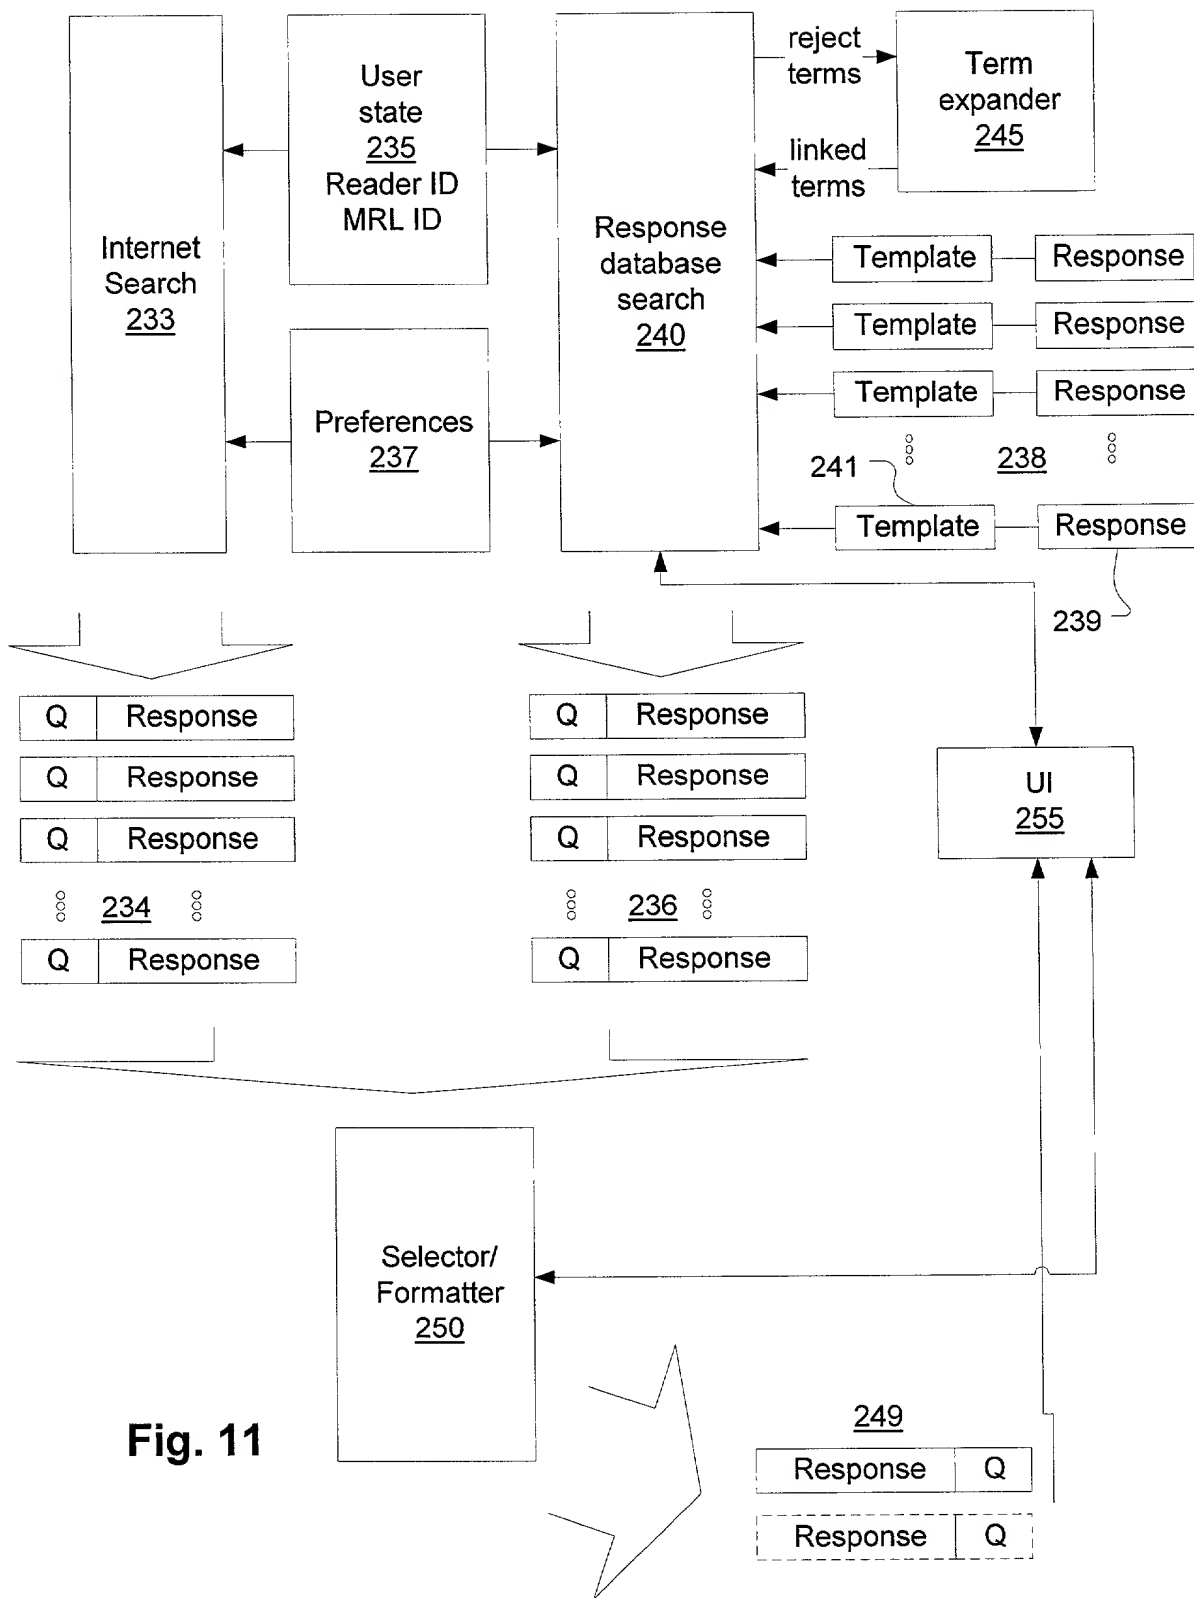 Internet
Search
233
User
state
235
Reader ID
MRL ID
Preferences
237
Response
database
search
240
reject
terms
linked
terms
Term
expander
245
Template Response
Template Response
Template Response
241 238
Template Response
239
Q Response
Q Response
Q Response
234
Q Response
Q Response
Q Response
Q Response
236
Q Response
UI
255
Selector/
Formatter
250
249
Response Q
Response Q
Fig. 11